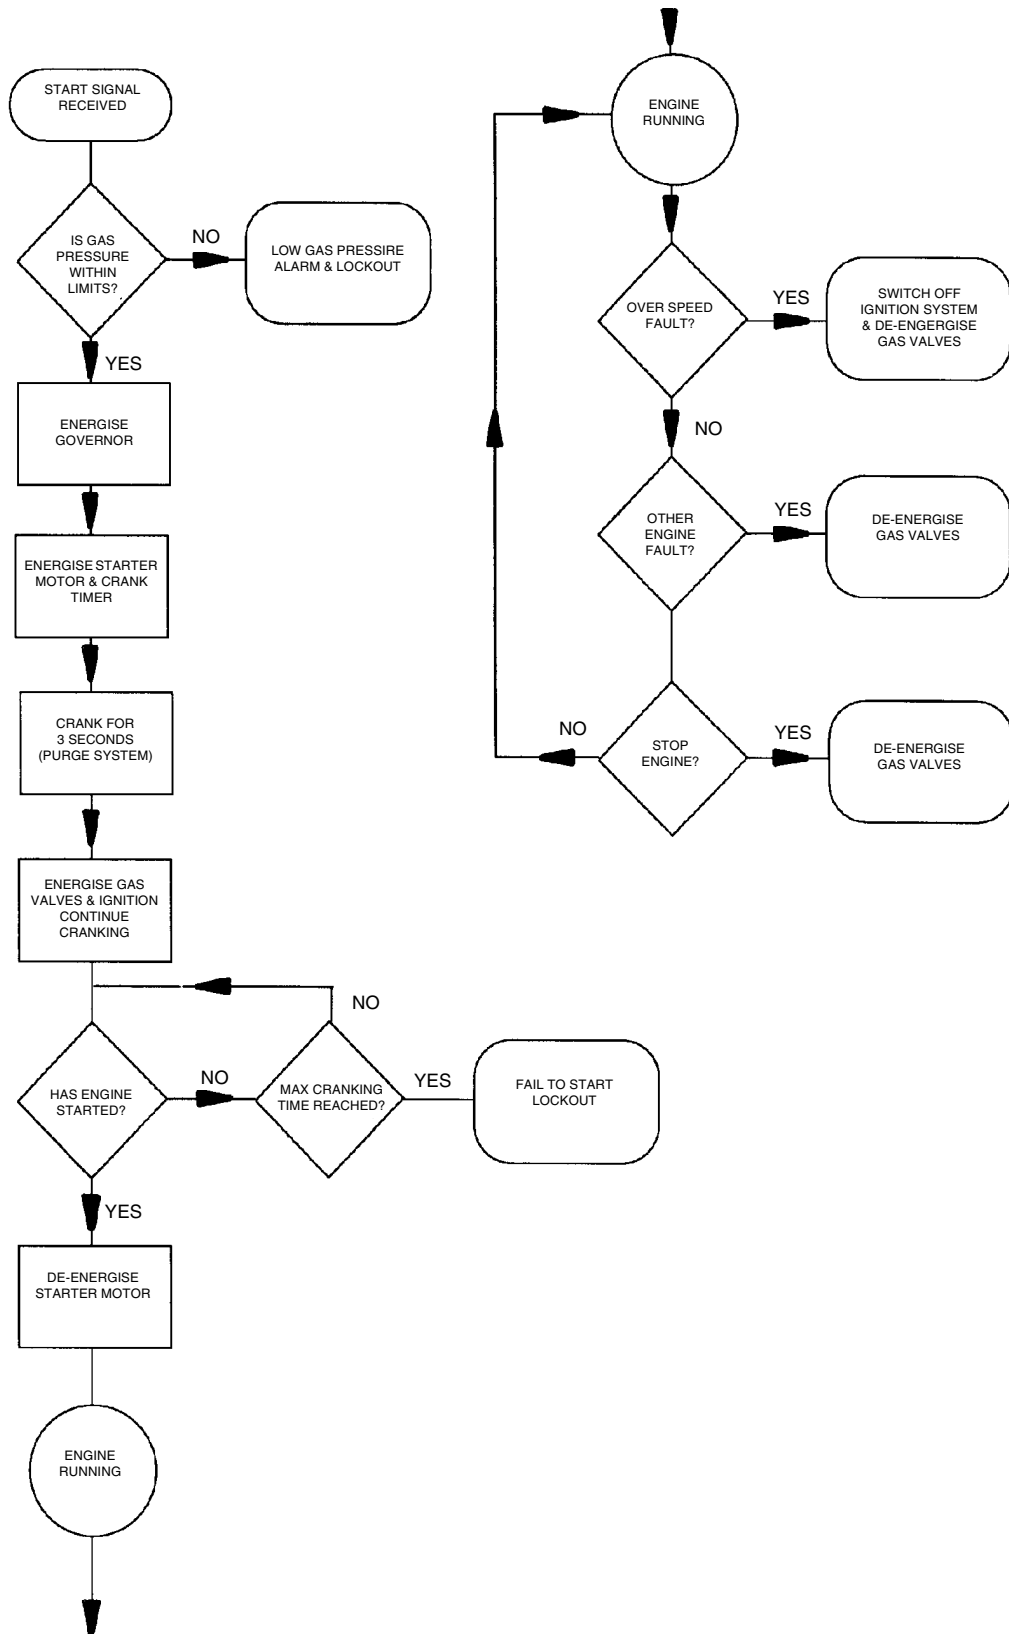 START SIGNAL
RECEIVED
IS GAS
PRESSURE
WITHIN
LIMITS?
NO
LOW GAS PRESSIRE
ALARM & LOCKOUT
YES
ENERGISE
GOVERNOR
ENERGISE STARTER
MOTOR & CRANK
TIMER
CRANK FOR
3 SECONDS
(PURGE SYSTEM)
ENERGISE GAS
VALVES & IGNITION
CONTINUE
CRANKING
HAS ENGINE
STARTED?
NO
MAX CRANKING
TIME REACHED?
NO
YES
FAIL TO START
LOCKOUT
YES
DE-ENERGISE
STARTER MOTOR
ENGINE
RUNNING
ENGINE
RUNNING
OVER SPEED
FAULT?
YES
SWITCH OFF
IGNITION SYSTEM
& DE-ENGERGISE
GAS VALVES
NO
OTHER
ENGINE
FAULT?
YES
DE-ENERGISE
GAS VALVES
STOP
ENGINE?
NO
YES
DE-ENERGISE
GAS VALVES